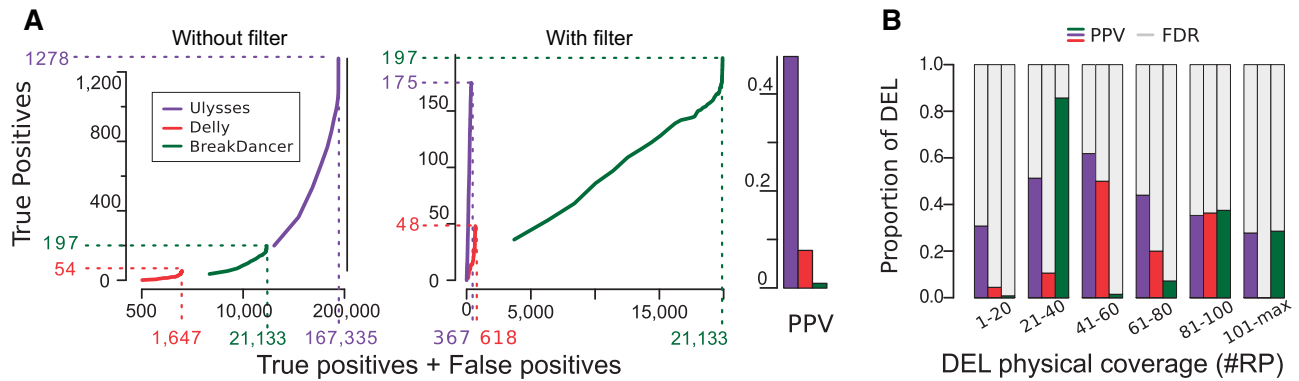 A
Without filter
1278
1,200
800
400
0
197
54
Ulysses
Delly
BreakDancer
True Positives
500
10,000
200,000
1,647
21,133
167,335
With filter
197
175
150
100
50
48
0
0
5,000
15,000
367
618
21,133
True positives + False positives
0.4
0.2
0
PPV
B
PPV
FDR
Proportion of DEL
1.0
0.8
0.6
0.4
0.2
0.0
1-20
21-40
41-60
61-80
81-100
101-max
DEL physical coverage (#RP)